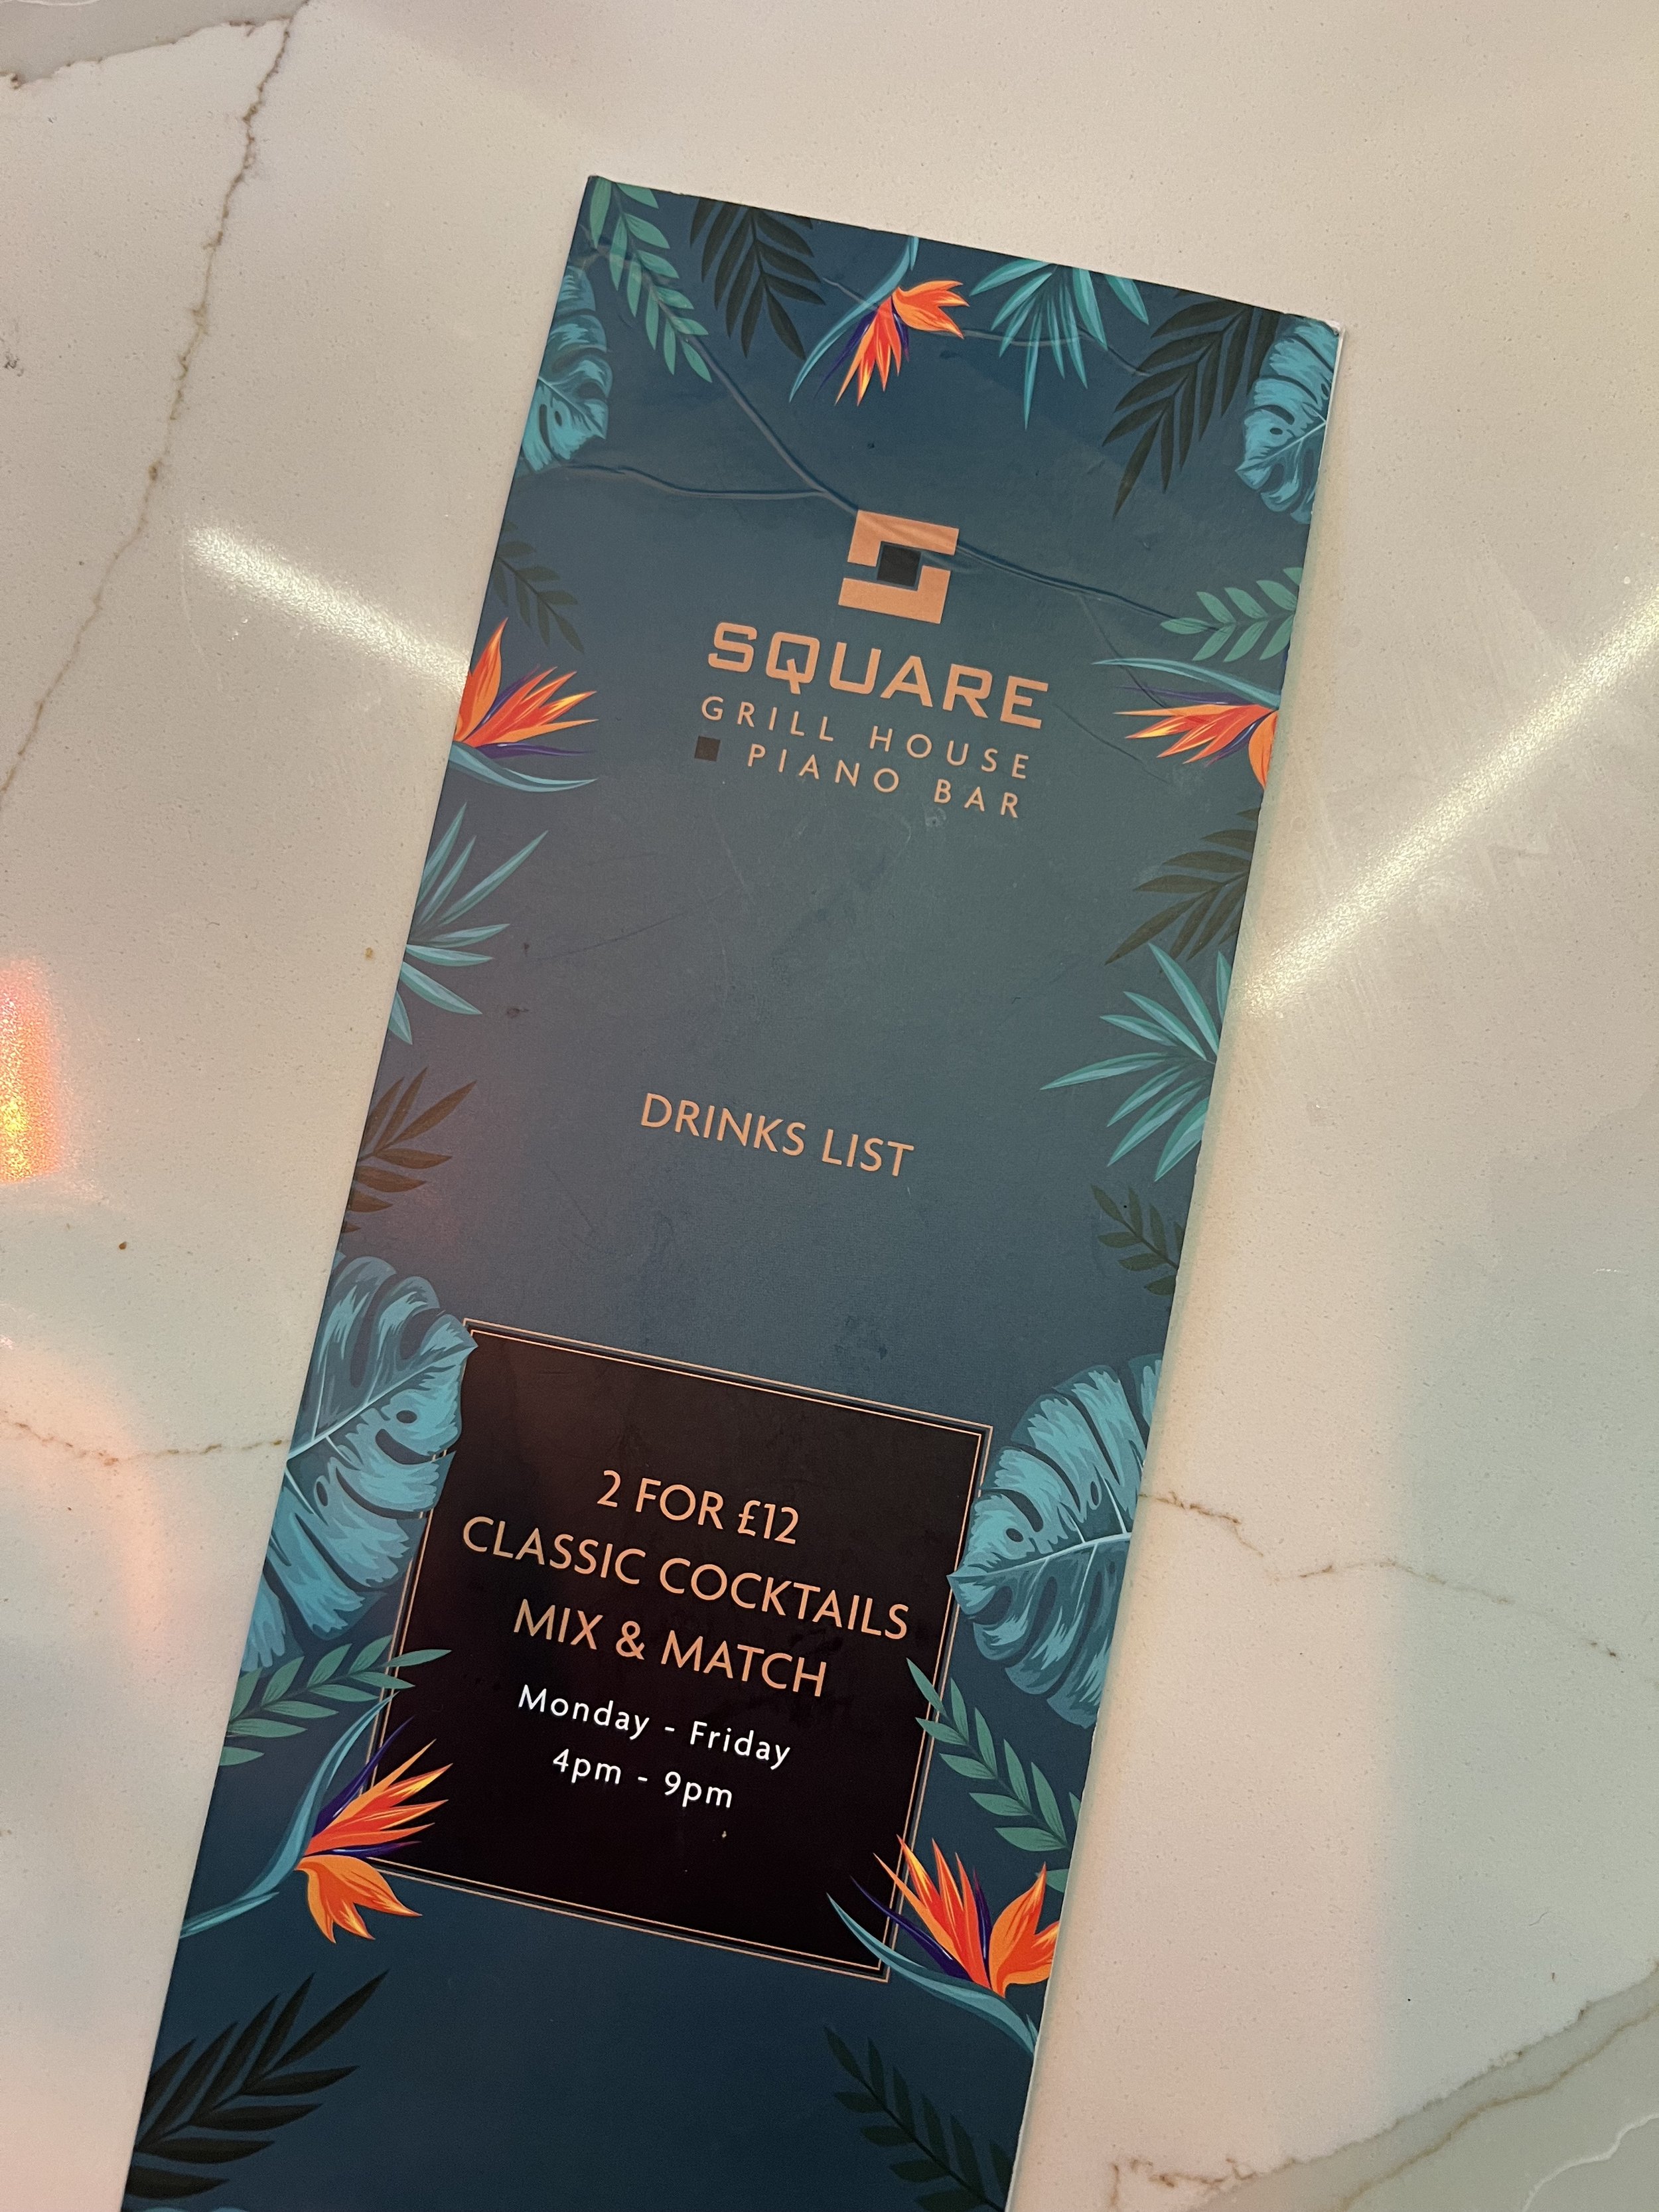 SQUARE
GRILL HOUSE
PIANO BAR
DRINKS LIST
2 FOR £12
CLASSIC COCKTAILS
MIX & MATCH
Monday - Friday
4pm - 9pm